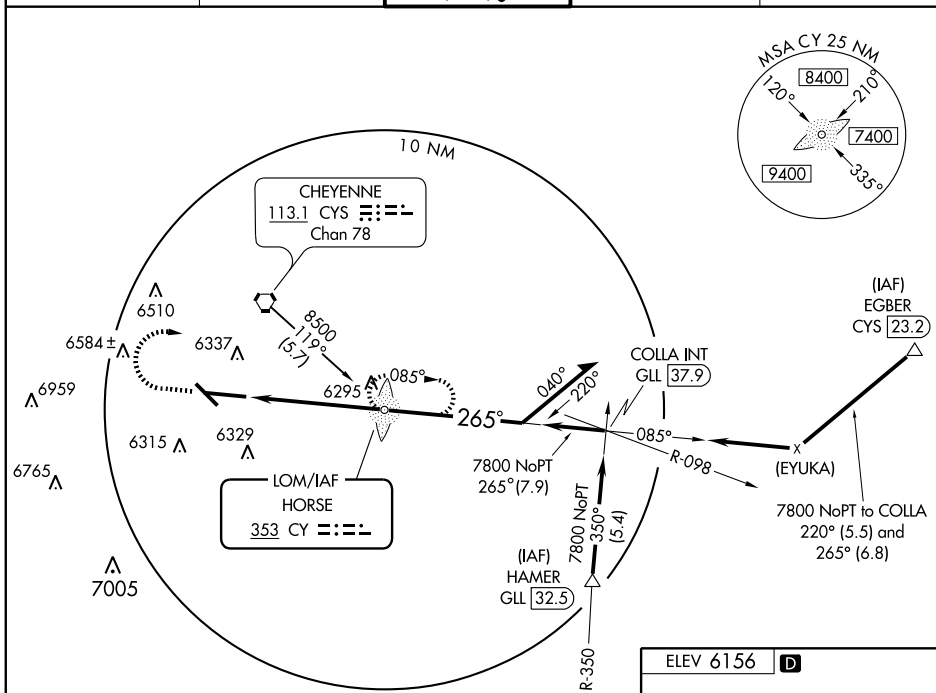 MSA CY 25 NM
8400
120°
210°
7400
9400
335°
10 NM
CHEYENNE
113.1 CYS
Chan 78
6510
6584 ±
6337
8500
119°
(5.7)
6959
6295
085°
COLLA INT
GLL 37.9
(IAF)
EGBER
CYS 23.2
040°
220°
265°
085°
R-098
(EYUKA)
6315
6329
6765
7800 NoPT
265° (7.9)
LOM/IAF
HORSE
353 CY
7800 NoPT to COLLA
220° (5.5) and
265° (6.8)
7800 NoPT
350°
(5.4)
(IAF)
HAMER
GLL 32.5
7005
R-350
ELEV 6156 D